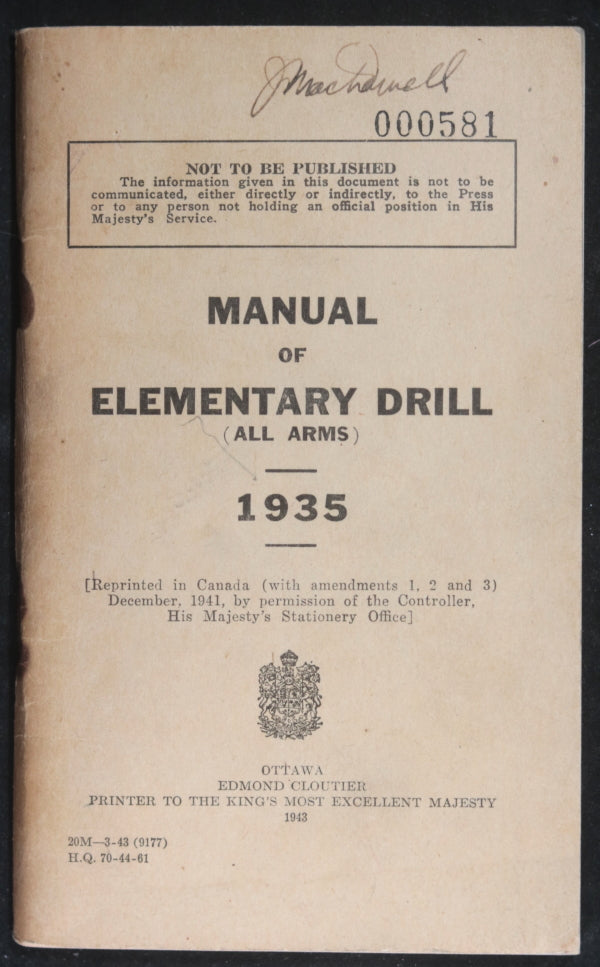 JMacdowell
000581
NOT TO BE PUBLISHED
The information given in this document is not to be
communicated, either directly or indirectly, to the Press
or to any person not holding an official position in His
Majesty's Service.
MANUAL
OF
ELEMENTARY DRILL
(ALL ARMS)
1935
[Reprinted in Canada (with amendments 1, 2 and 3)
December, 1941, by permission of the Controller,
His Majesty's Stationery Office]
OTTAWA
EDMOND CLOUTIER
PRINTER TO THE KING'S MOST EXCELLENT MAJESTY
1943
20M—3-43 (9177)
H.Q. 70-44-61